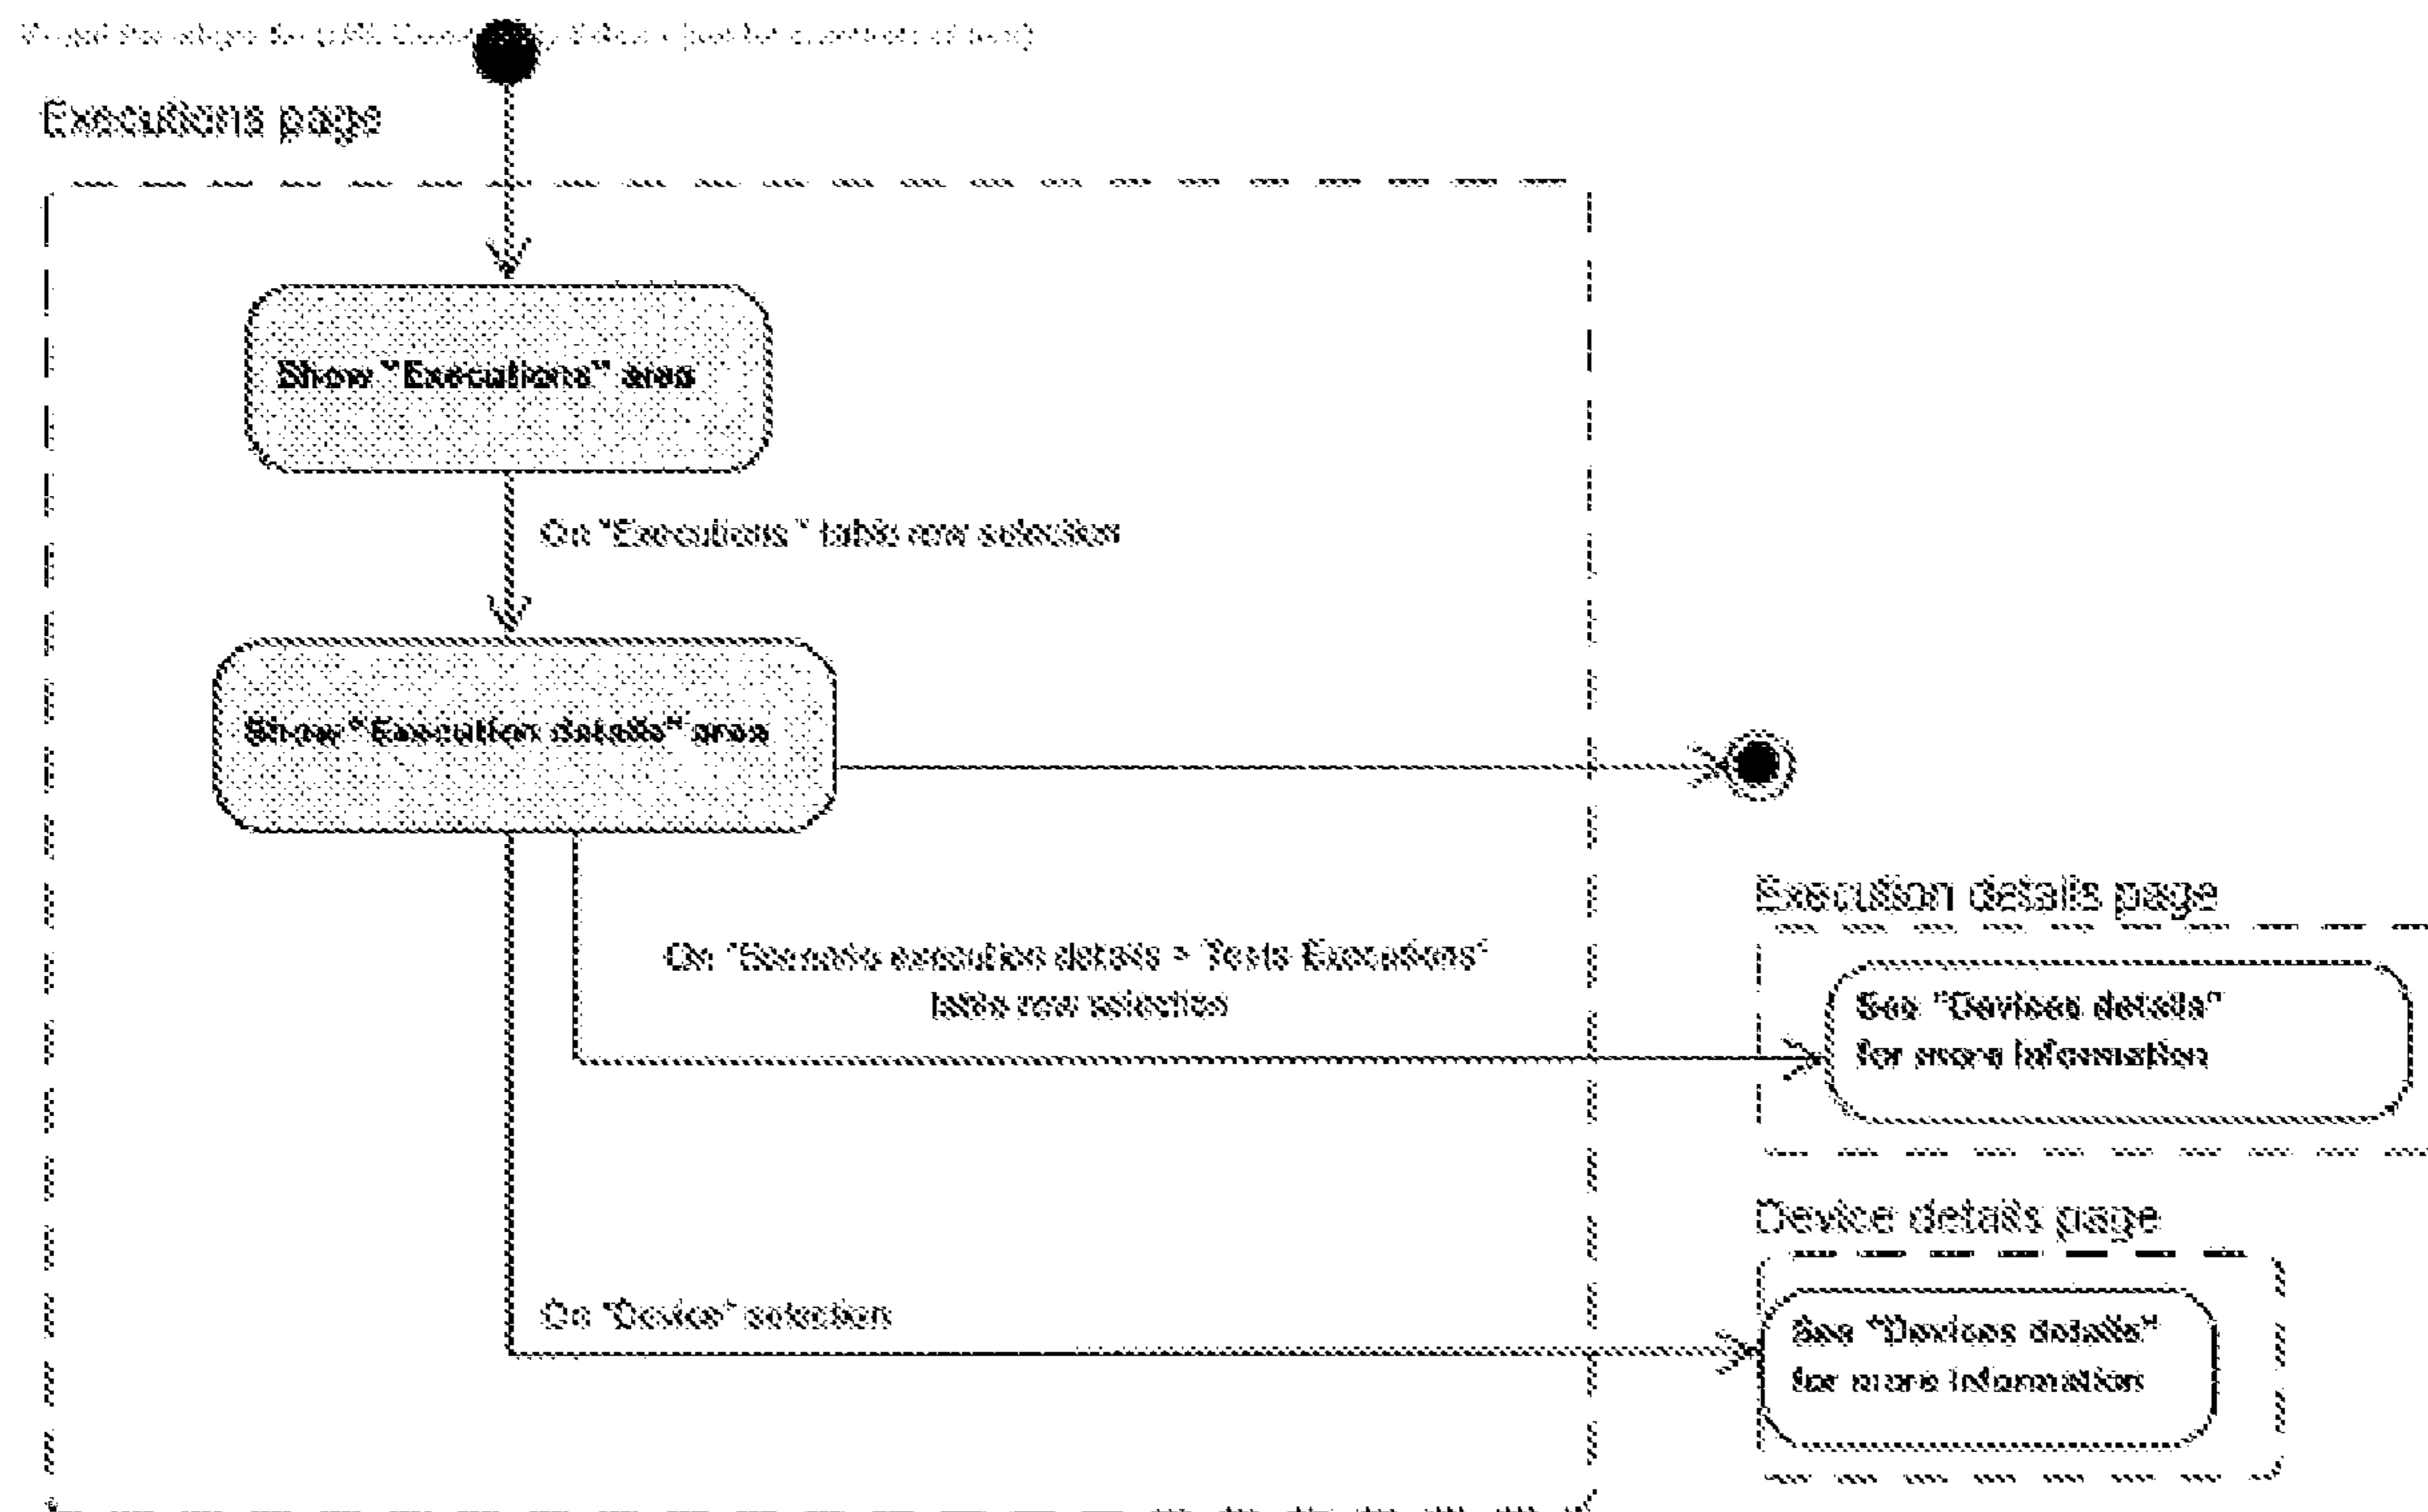 Executions page
Show "Executions" area
On "Executions " table row selection
Show "Execution details" area
Execution details page
On "Scenario execution details > Tests Executions"
table row selection
See "Devices details"
for more information
Device details page
On "Device" selection
See "Devices details"
for more information